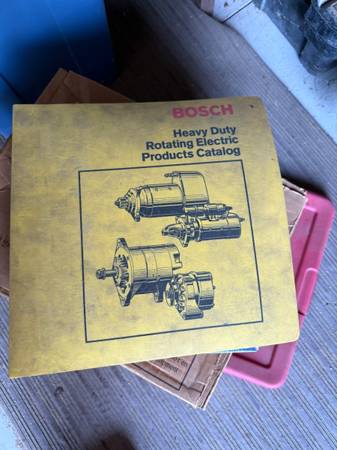 BOSCH
Heavy Duty
Rotating Electric
Products Catalog